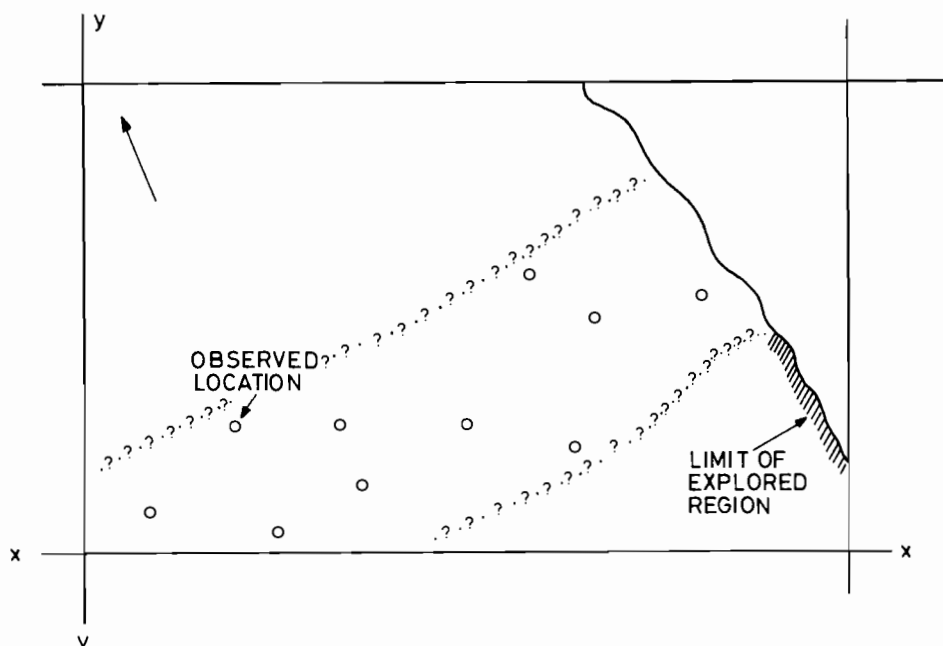 y
OBSERVED
LOCATION
LIMIT OF
EXPLORED
REGION
x
x
y